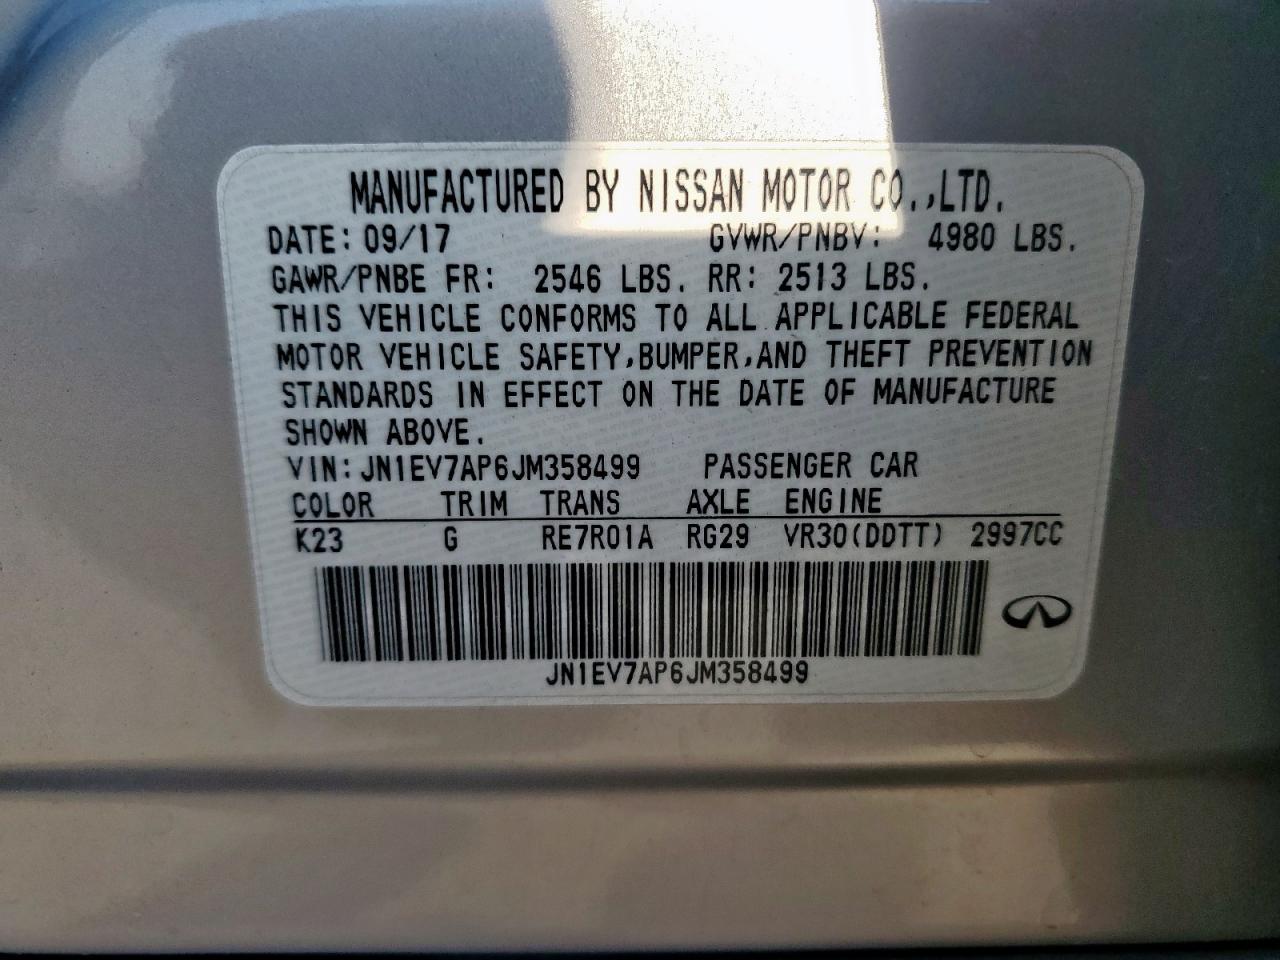 MANUFACTURED BY NISSAN MOTOR CO.,LTD.
DATE: 09/17 GVWR/PNBV: 4980 LBS.
GAWR/PNBE FR: 2546 LBS. RR: 2513 LBS.
THIS VEHICLE CONFORMS TO ALL APPLICABLE FEDERAL
MOTOR VEHICLE SAFETY,BUMPER,AND THEFT PREVENTION
STANDARDS IN EFFECT ON THE DATE OF MANUFACTURE
SHOWN ABOVE.
VIN:JN1EV7AP6JM358499 PASSENGER CAR
COLOR TRIM TRANS AXLE ENGINE
K23 G RE7R01A RG29 VR30(DDTT) 2997CC
JN1EV7AP6JM358499